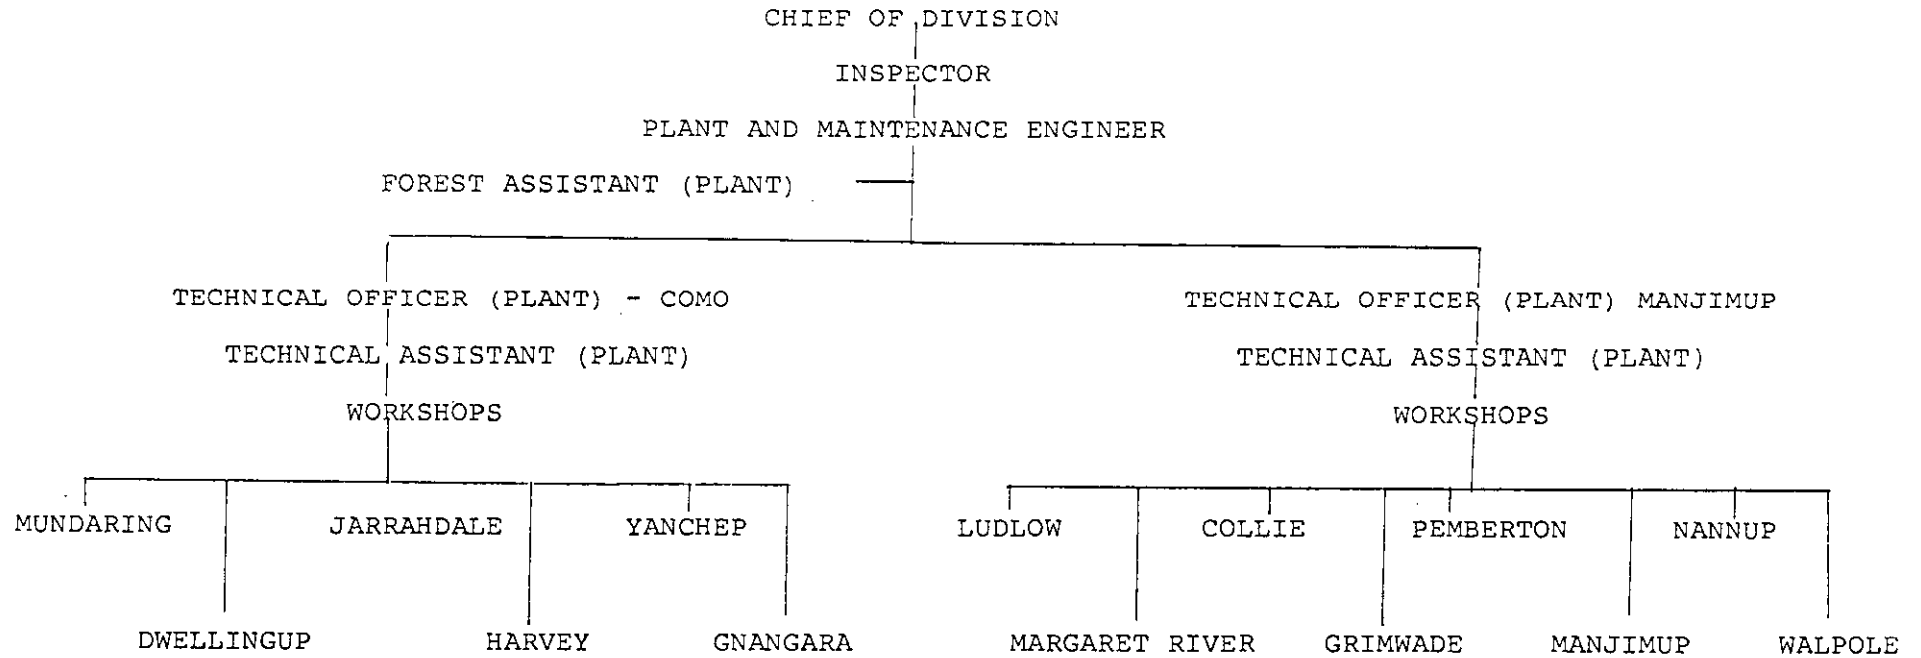 CHIEF OF DIVISION
INSPECTOR
PLANT AND MAINTENANCE ENGINEER
FOREST ASSISTANT (PLANT)
TECHNICAL OFFICER (PLANT) - COMO
TECHNICAL ASSISTANT (PLANT)
WORKSHOPS
MUNDARING JARRAHDALE YANCHEP
DWELLINGUP HARVEY GNANGARA
TECHNICAL OFFICER (PLANT) MANJIMUP
TECHNICAL ASSISTANT (PLANT)
WORKSHOPS
LUDLOW COLLIE PEMBERTON NANNUP
MARGARET RIVER GRIMWADE MANJIMUP WALPOLE